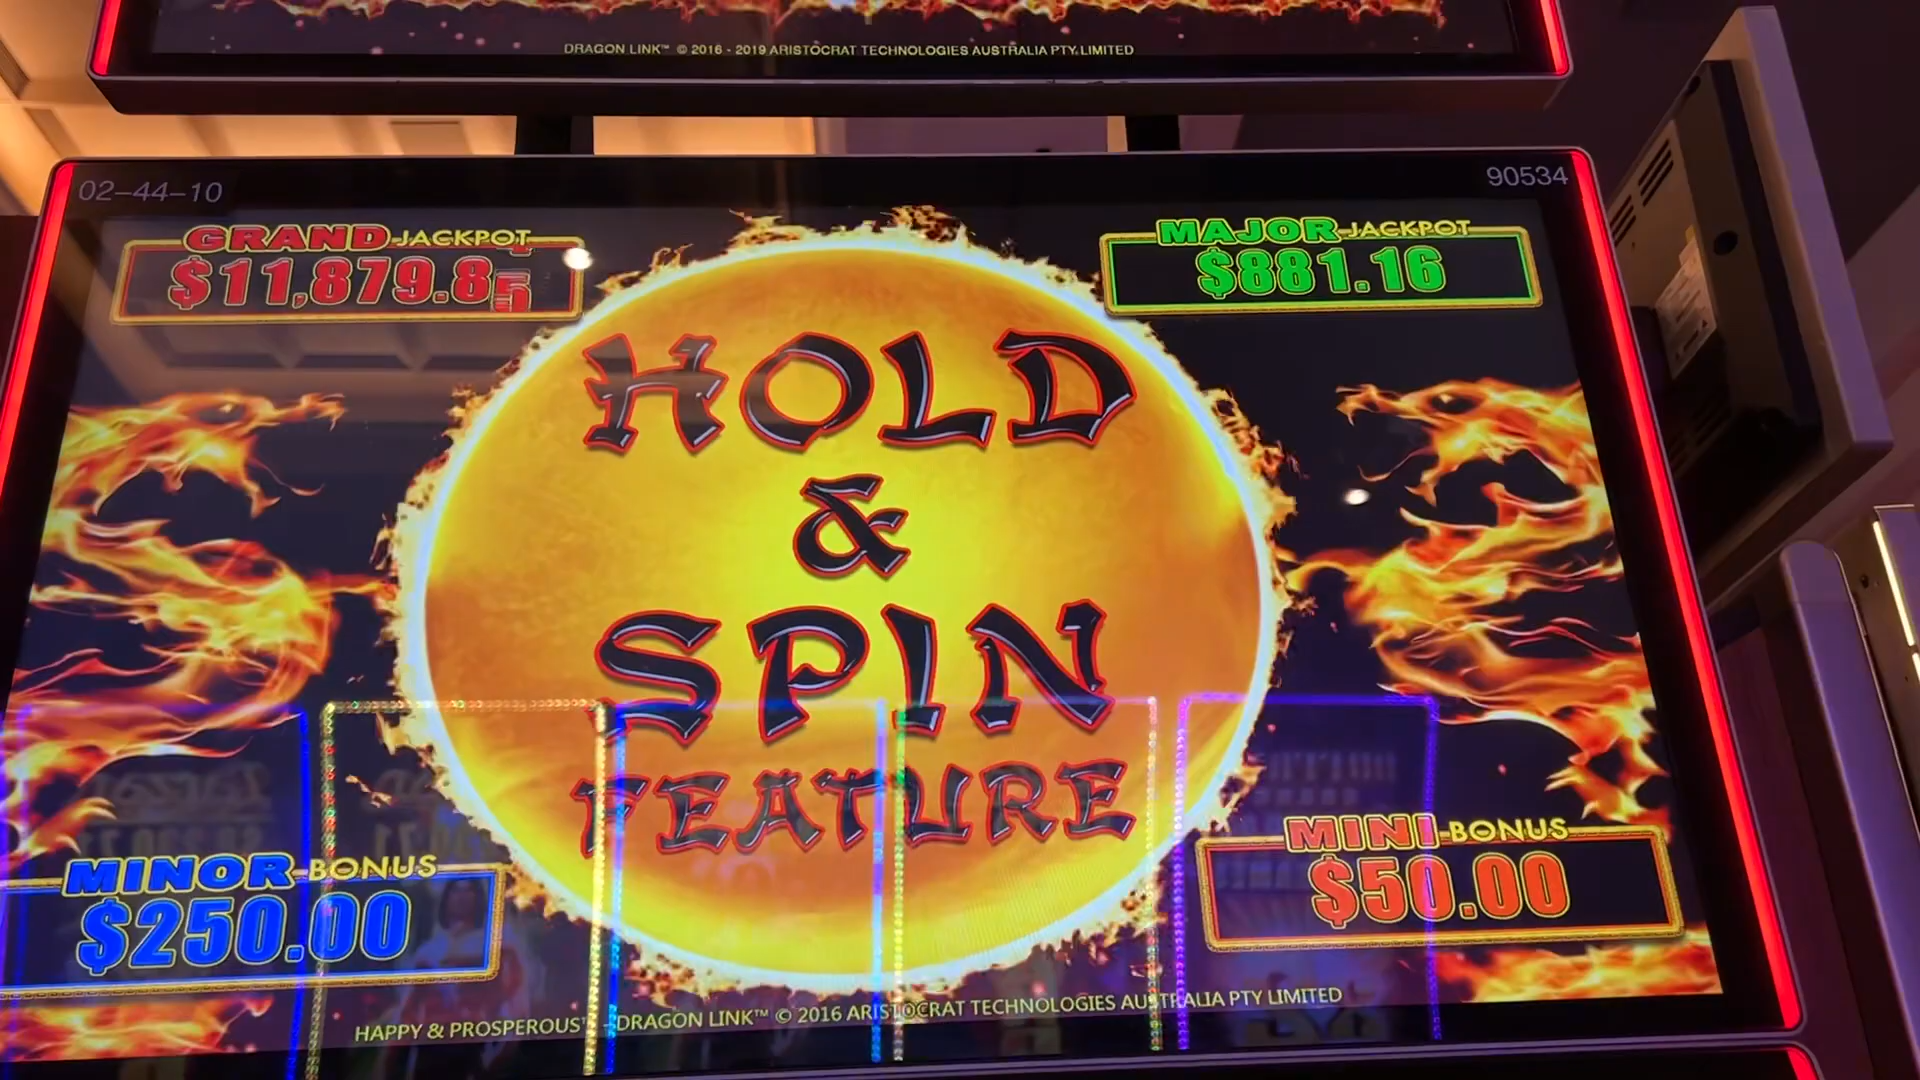 DRAGON LINK™ © 2016 - 2019 ARISTOCRAT TECHNOLOGIES AUSTRALIA PTY LIMITED
02-44-10
90534
GRAND JACKPOT
$11,879.85
MAJOR JACKPOT
$881.16
HOLD
&
SPIN
FEATURE
MINOR BONUS
$250.00
MINI BONUS
$50.00
HAPPY & PROSPEROUS™ - DRAGON LINK™ © 2016 ARISTOCRAT TECHNOLOGIES AUSTRALIA PTY LIMITED